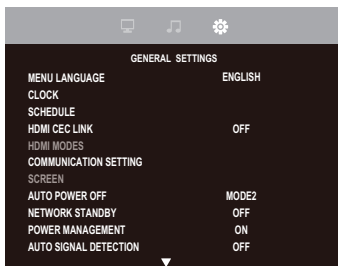 GENERAL SETTINGS
MENU LANGUAGE ENGLISH
CLOCK
SCHEDULE
HDMI CEC LINK OFF
HDMI MODES
COMMUNICATION SETTING
SCREEN
AUTO POWER OFF MODE2
NETWORK STANDBY OFF
POWER MANAGEMENT ON
AUTO SIGNAL DETECTION OFF